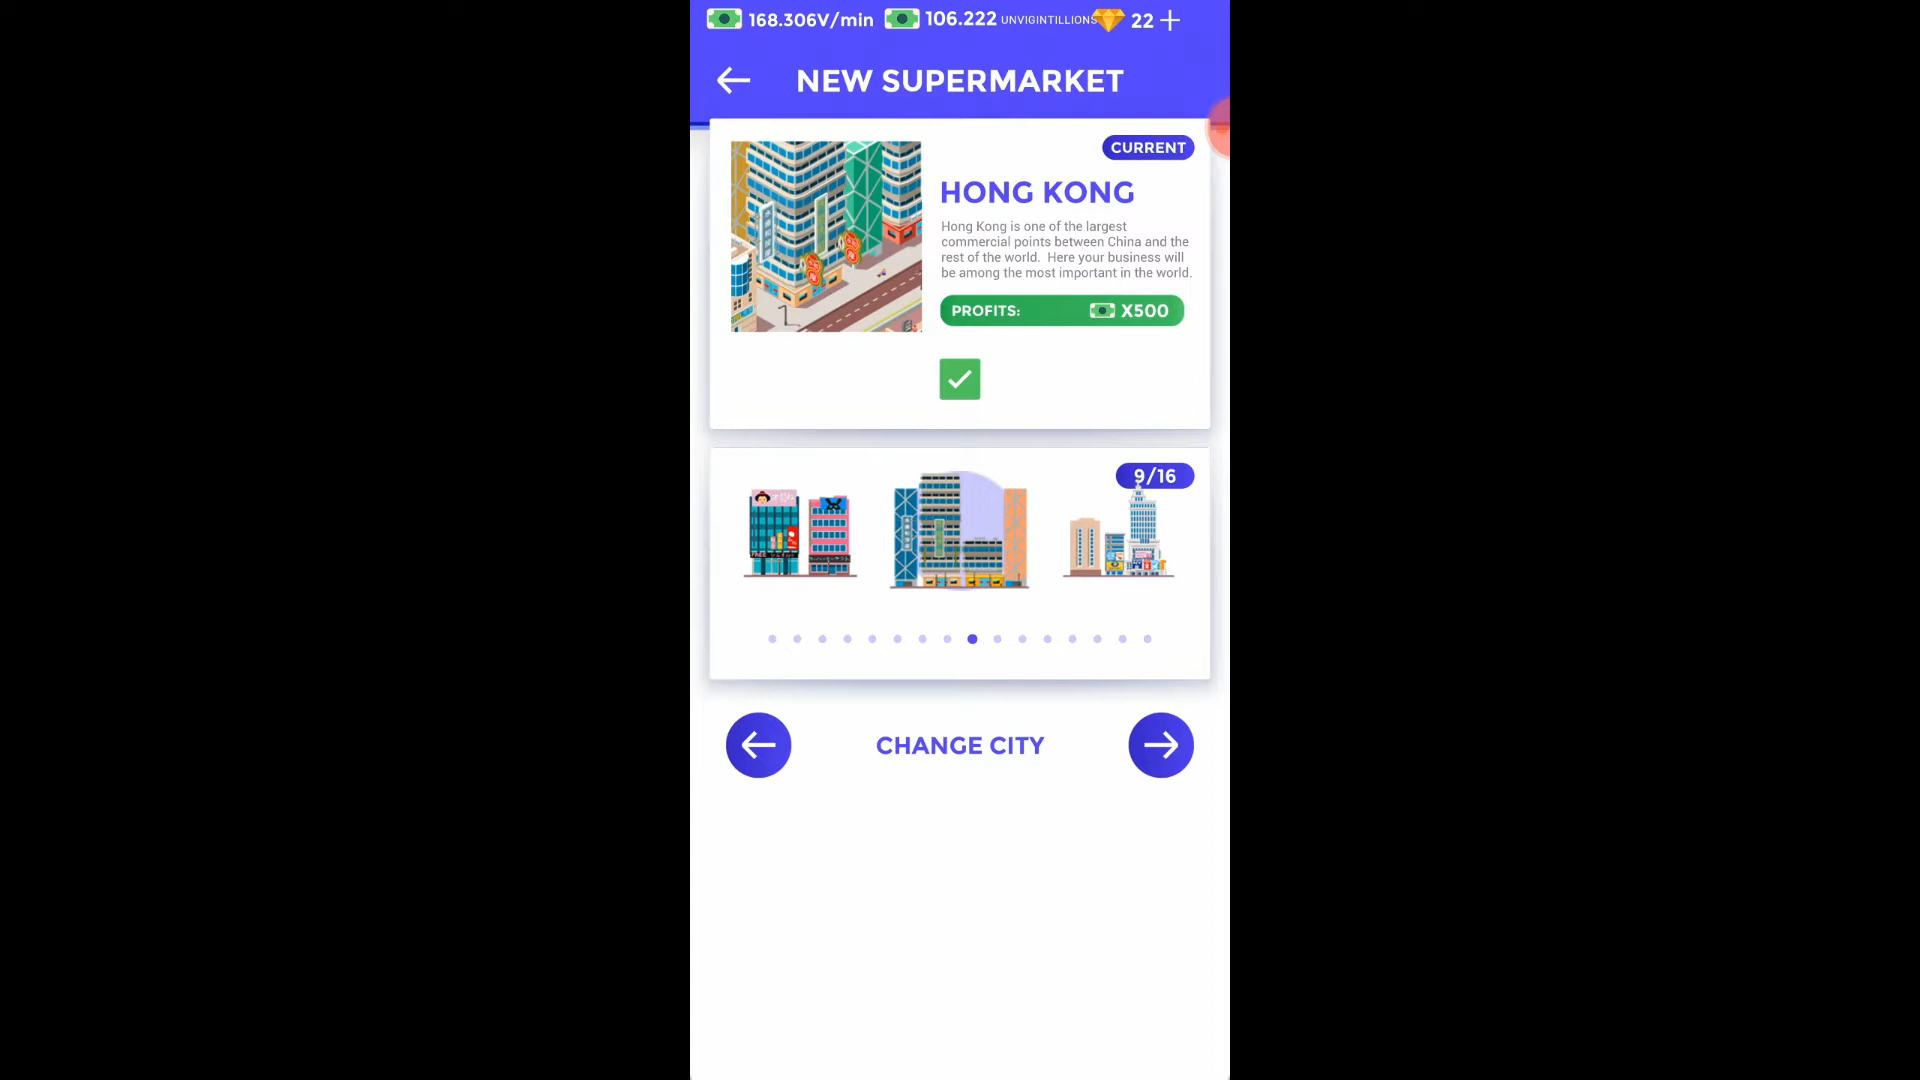 168.306V/min 106.222 UNVIGINTILLIONS 22 +
NEW SUPERMARKET
CURRENT
HONG KONG
Hong Kong is one of the largest
commercial points between China and the
rest of the world. Here your business will
be among the most important in the world.
PROFITS: X500
9/16
FREE
CHANGE CITY